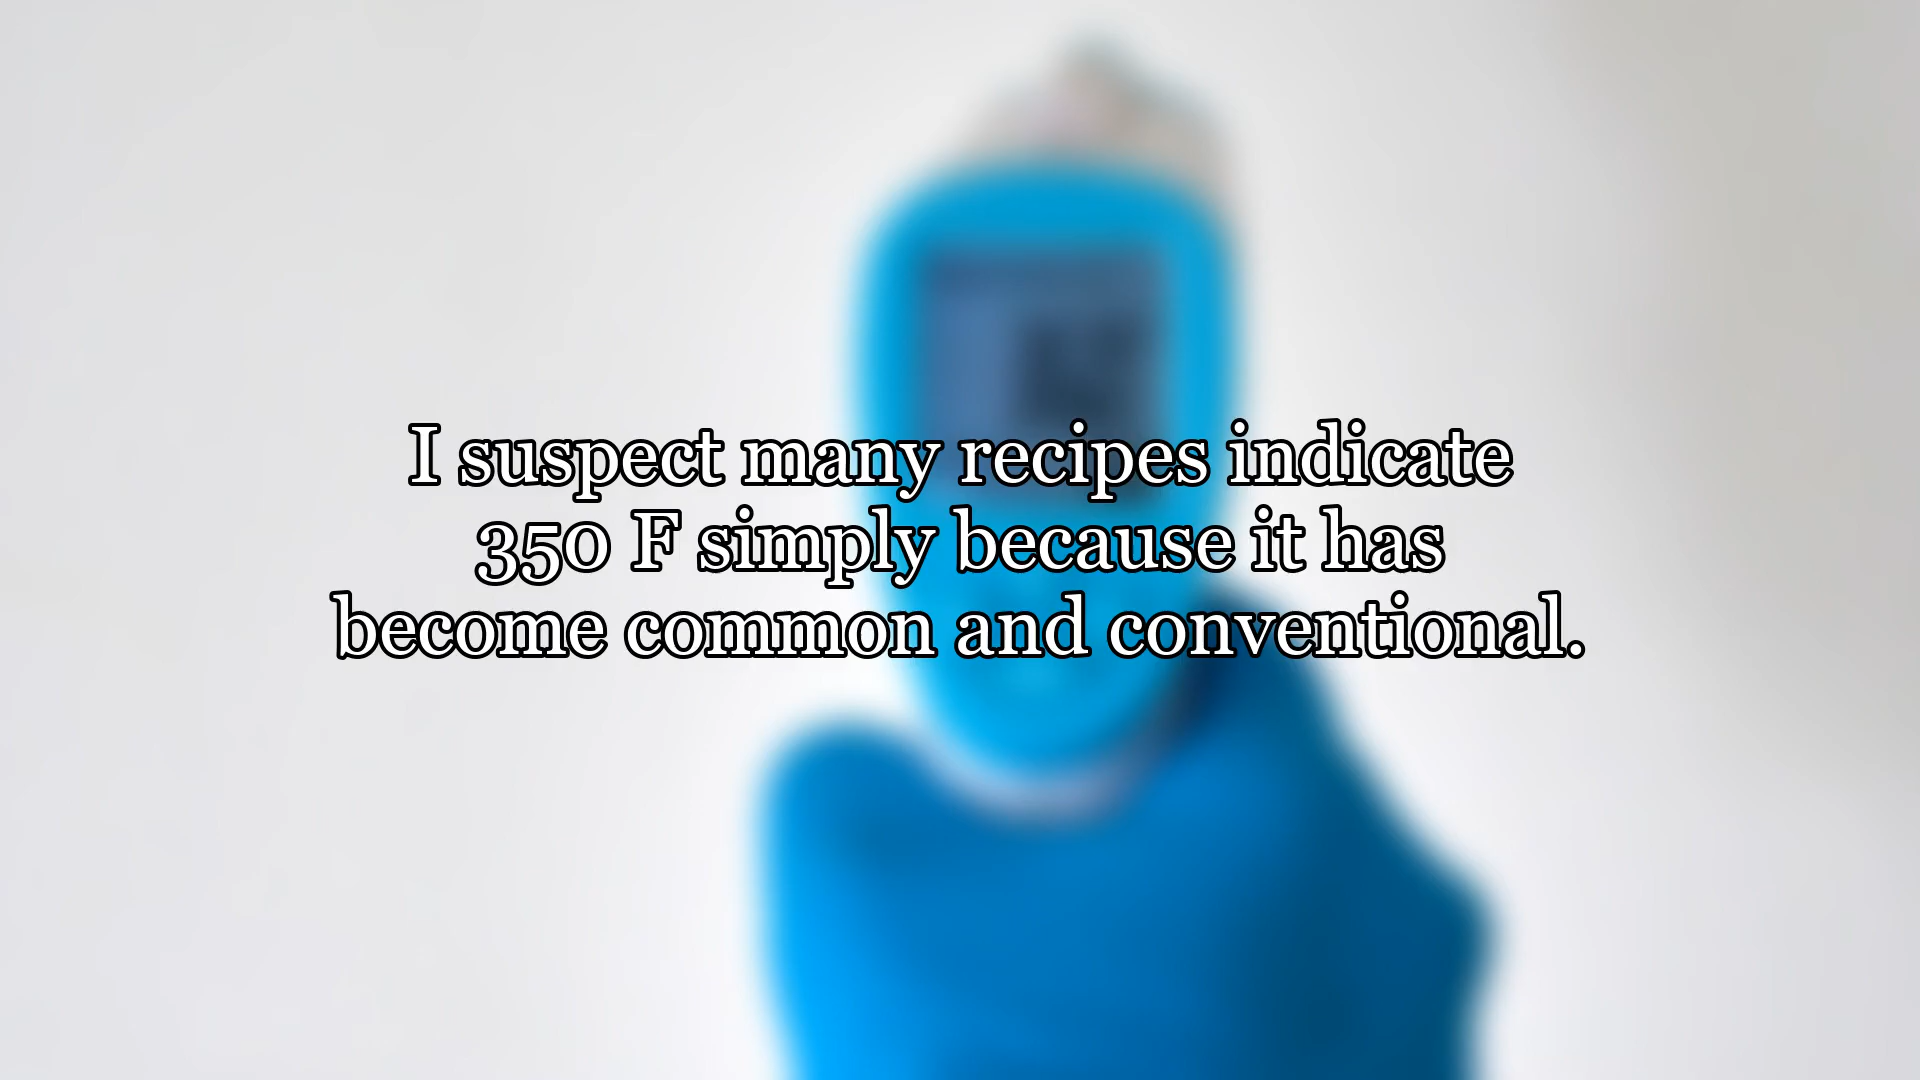 I suspect many recipes indicate
350 F simply because it has
become common and conventional.